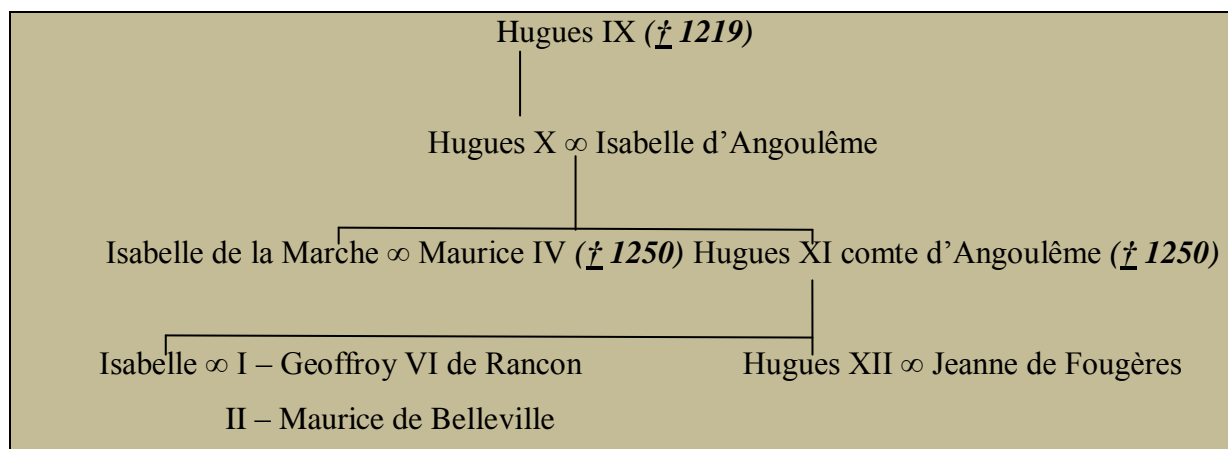 Hugues IX († 1219)
Hugues X ∞ Isabelle d’Angoulême
Isabelle de la Marche ∞ Maurice IV († 1250) Hugues XI comte d’Angoulême († 1250)
Isabelle ∞ I – Geoffroy VI de Rancon Hugues XII ∞ Jeanne de Fougères
II – Maurice de Belleville